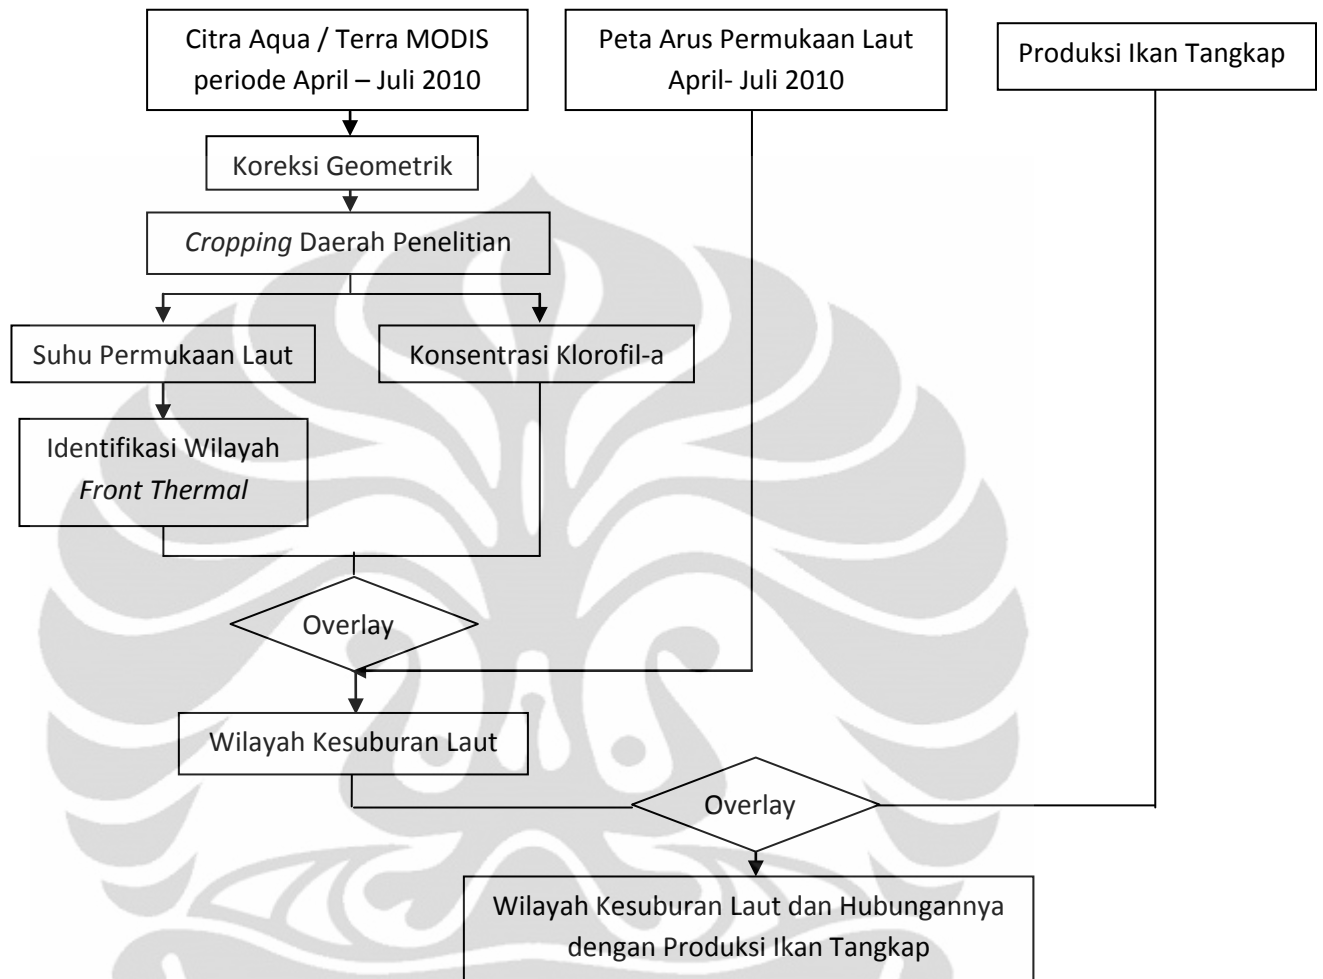 Citra Aqua / Terra MODIS
periode April – Juli 2010
Peta Arus Permukaan Laut
April- Juli 2010
Produksi Ikan Tangkap
Koreksi Geometrik
Cropping Daerah Penelitian
Suhu Permukaan Laut
Konsentrasi Klorofil-a
Identifikasi Wilayah
Front Thermal
Overlay
Wilayah Kesuburan Laut
Overlay
Wilayah Kesuburan Laut dan Hubungannya
dengan Produksi Ikan Tangkap